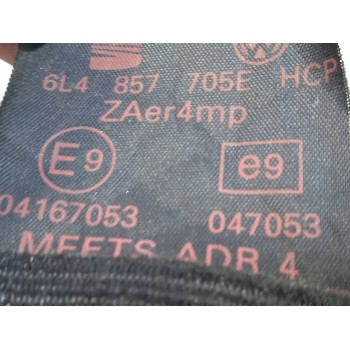 6L4 857 705E HCP
ZAer4mp
E9 e9
04167053 047053
MEETS ADR 4